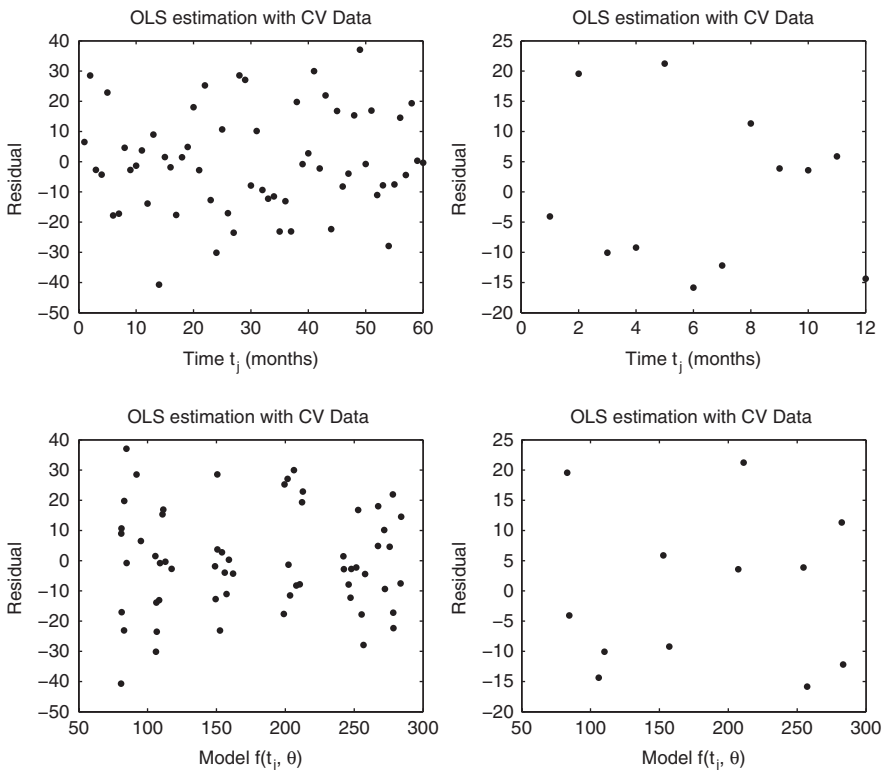 OLS estimation with CV Data
40
30
20
10
0
−10
−20
−30
−40
−50
Residual
0 10 20 30 40 50 60
Time t_j (months)
OLS estimation with CV Data
25
20
15
10
5
0
−5
−10
−15
−20
Residual
0 2 4 6 8 10 12
Time t_j (months)
OLS estimation with CV Data
40
30
20
10
0
−10
−20
−30
−40
−50
Residual
50 100 150 200 250 300
Model f(t_j, θ)
OLS estimation with CV Data
25
20
15
10
5
0
−5
−10
−15
−20
Residual
50 100 150 200 250 300
Model f(t_j, θ)